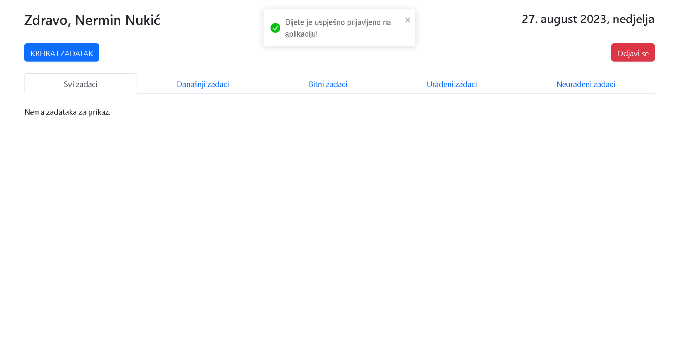 Zdravo, Nermin Nukić
Dijete je uspješno prijavljeno na
aplikaciju!
27. august 2023, nedjelja
KREIRAJ ZADATAK
Odjavi se
Svi zadaci
Današnji zadaci
Bitni zadaci
Urađeni zadaci
Neurađeni zadaci
Nema zadataka za prikaz.